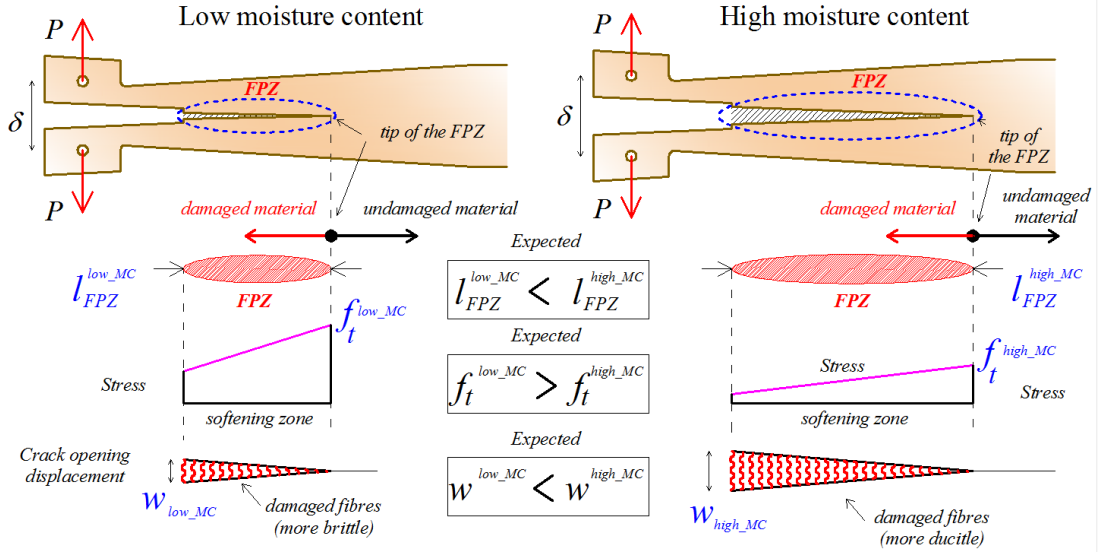 Low moisture content
High moisture content
P
FPZ
δ
tip of the FPZ
P
damaged material
undamaged material
P
FPZ
δ
tip of
the FPZ
P
damaged material
undamaged
material
Expected
l_FPZ^low_MC < l_FPZ^high_MC
l_FPZ^low_MC
FPZ
FPZ
l_FPZ^high_MC
Expected
f_t^low_MC > f_t^high_MC
f_t^low_MC
Stress
softening zone
f_t^high_MC
Stress
Stress
softening zone
Expected
w^low_MC < w^high_MC
Crack opening
displacement
w_low_MC
damaged fibres
(more brittle)
w_high_MC
damaged fibres
(more ducitle)